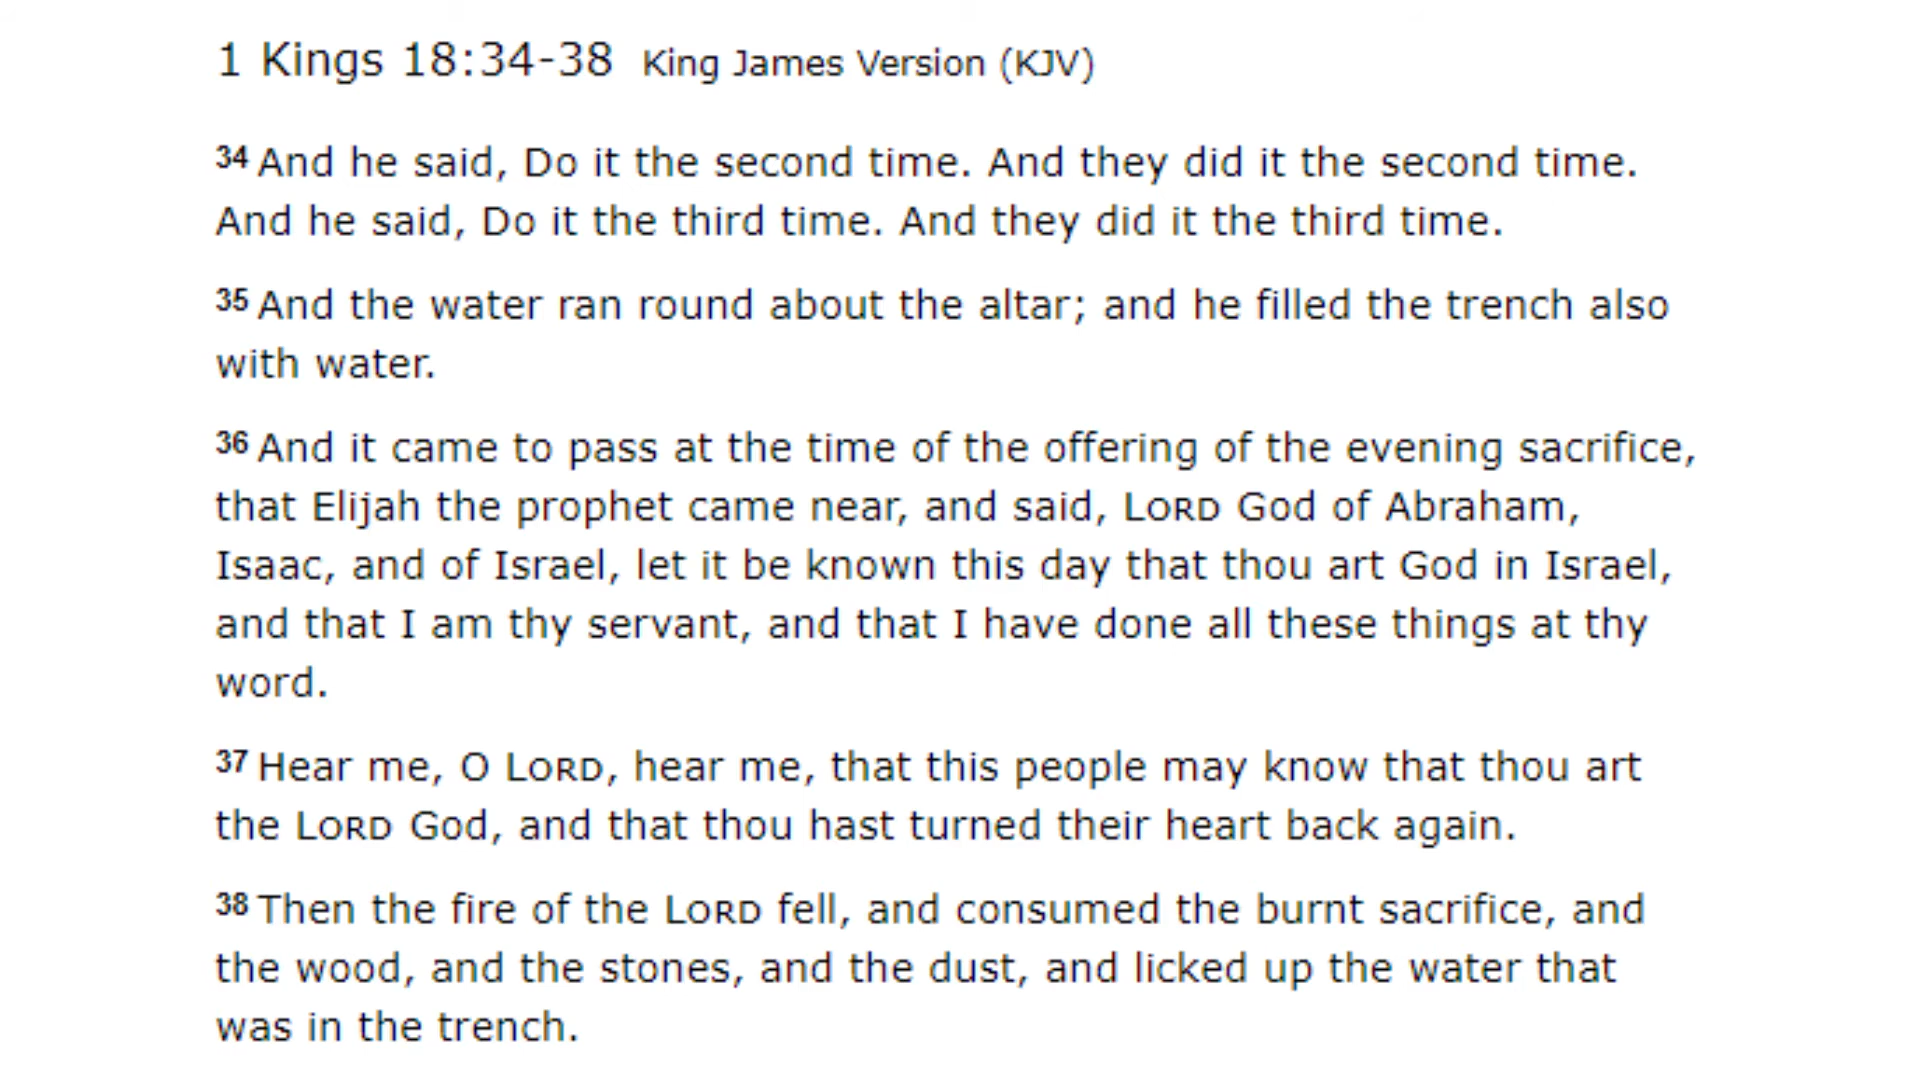 1 Kings 18:34-38 King James Version (KJV)
34 And he said, Do it the second time. And they did it the second time.
And he said, Do it the third time. And they did it the third time.
35 And the water ran round about the altar; and he filled the trench also
with water.
36 And it came to pass at the time of the offering of the evening sacrifice,
that Elijah the prophet came near, and said, LORD God of Abraham,
Isaac, and of Israel, let it be known this day that thou art God in Israel,
and that I am thy servant, and that I have done all these things at thy
word.
37 Hear me, O LORD, hear me, that this people may know that thou art
the LORD God, and that thou hast turned their heart back again.
38 Then the fire of the LORD fell, and consumed the burnt sacrifice, and
the wood, and the stones, and the dust, and licked up the water that
was in the trench.